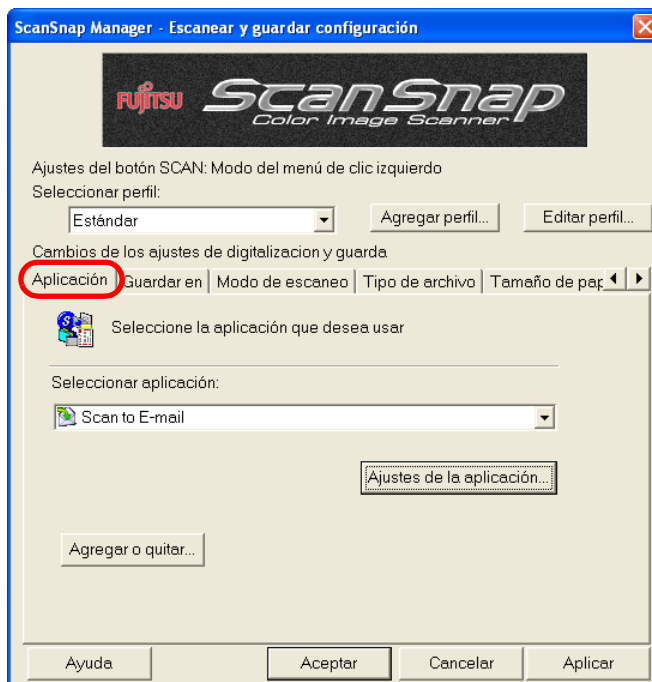 ScanSnap Manager - Escanear y guardar configuración
FUJITSU ScanSnap
Color Image Scanner
Ajustes del botón SCAN: Modo del menú de clic izquierdo
Seleccionar perfil:
Estándar Agregar perfil... Editar perfil...
Cambios de los ajustes de digitalizacion y guarda
Aplicación Guardar en Modo de escaneo Tipo de archivo Tamaño de pap
Seleccione la aplicación que desea usar
Seleccionar aplicación:
Scan to E-mail
Ajustes de la aplicación...
Agregar o quitar...
Ayuda Aceptar Cancelar Aplicar